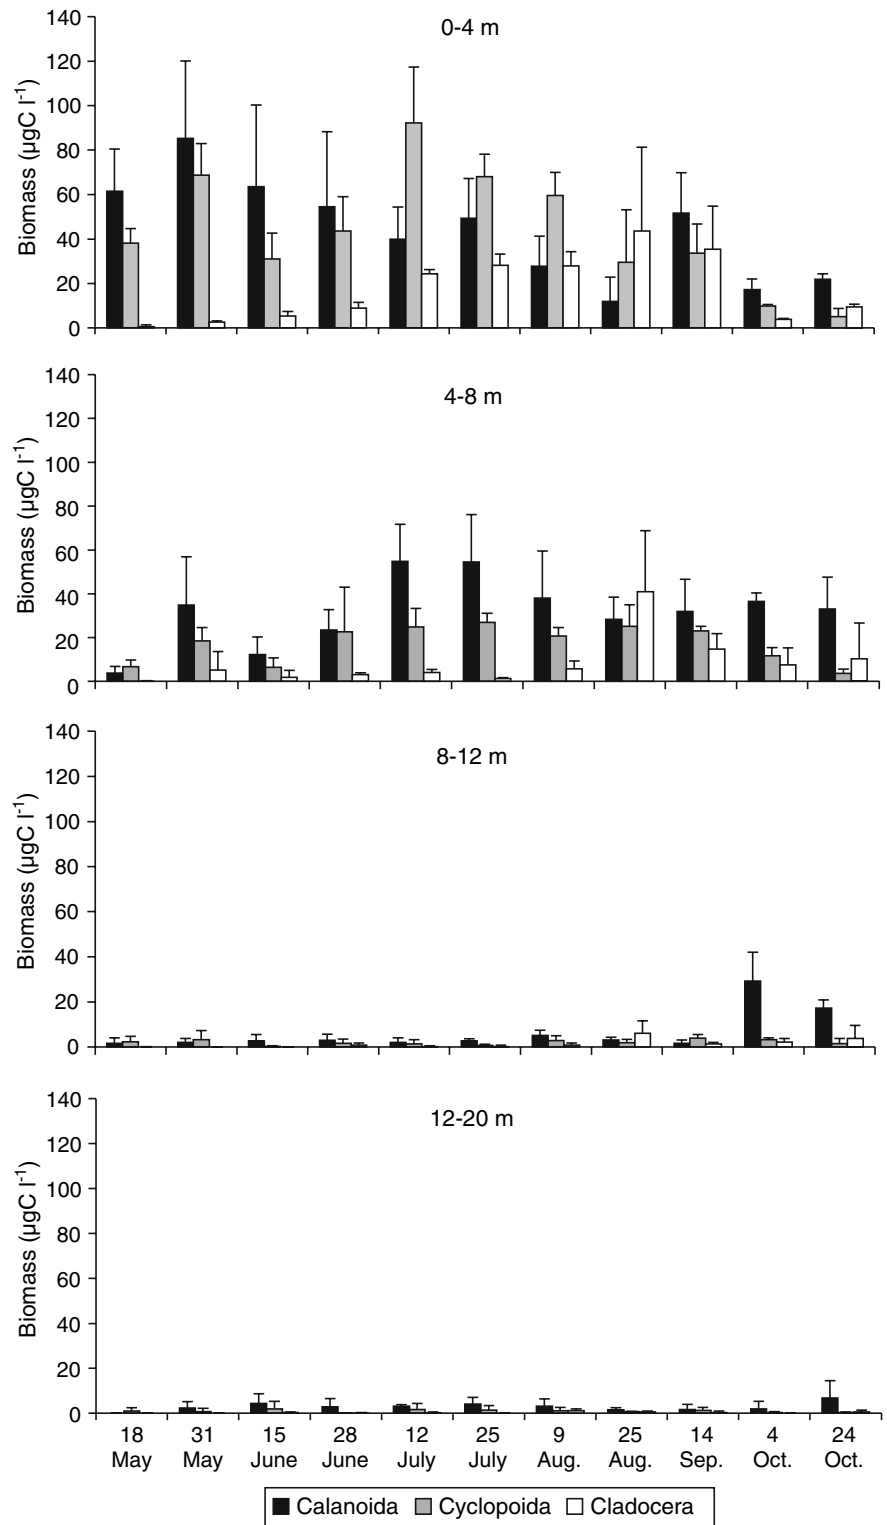 0-4 m
Biomass (µgC l⁻¹)
140
120
100
80
60
40
20
0
4-8 m
Biomass (µgC l⁻¹)
140
120
100
80
60
40
20
0
8-12 m
Biomass (µgC l⁻¹)
140
120
100
80
60
40
20
0
12-20 m
Biomass (µgC l⁻¹)
140
120
100
80
60
40
20
0
18 31 15 28 12 25 9 25 14 4 24
May May June June July July Aug. Aug. Sep. Oct. Oct.
Calanoida Cyclopoida Cladocera